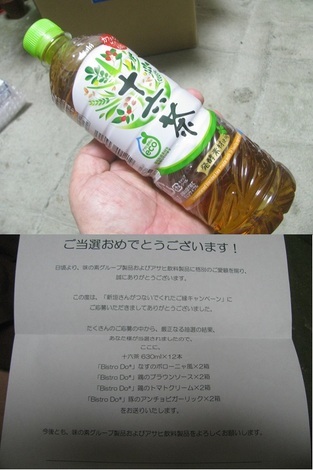 Asahi
十六茶
eco
ご当選おめでとうございます！
日頃より、味の素グループ製品およびアサヒ飲料製品に格別のご愛顧を賜り、
誠にありがとうございます。
この度は、「新垣さんがつないでくれたご縁キャンペーン」に
ご応募いただきましてありがとうございました。
たくさんのご応募の中から、厳正なる抽選の結果、
あなた様が当選されましたので、
ここに、
十六茶 630ml×12本
「Bistro Do®」なすのボローニャ風×2箱
「Bistro Do®」鶏のブラウンソース×2箱
「Bistro Do®」鶏のトマトクリーム×2箱
「Bistro Do®」豚のアンチョビガーリック×2箱
をお送りいたします。
今後とも、味の素グループ製品およびアサヒ飲料製品をよろしくお願いします。